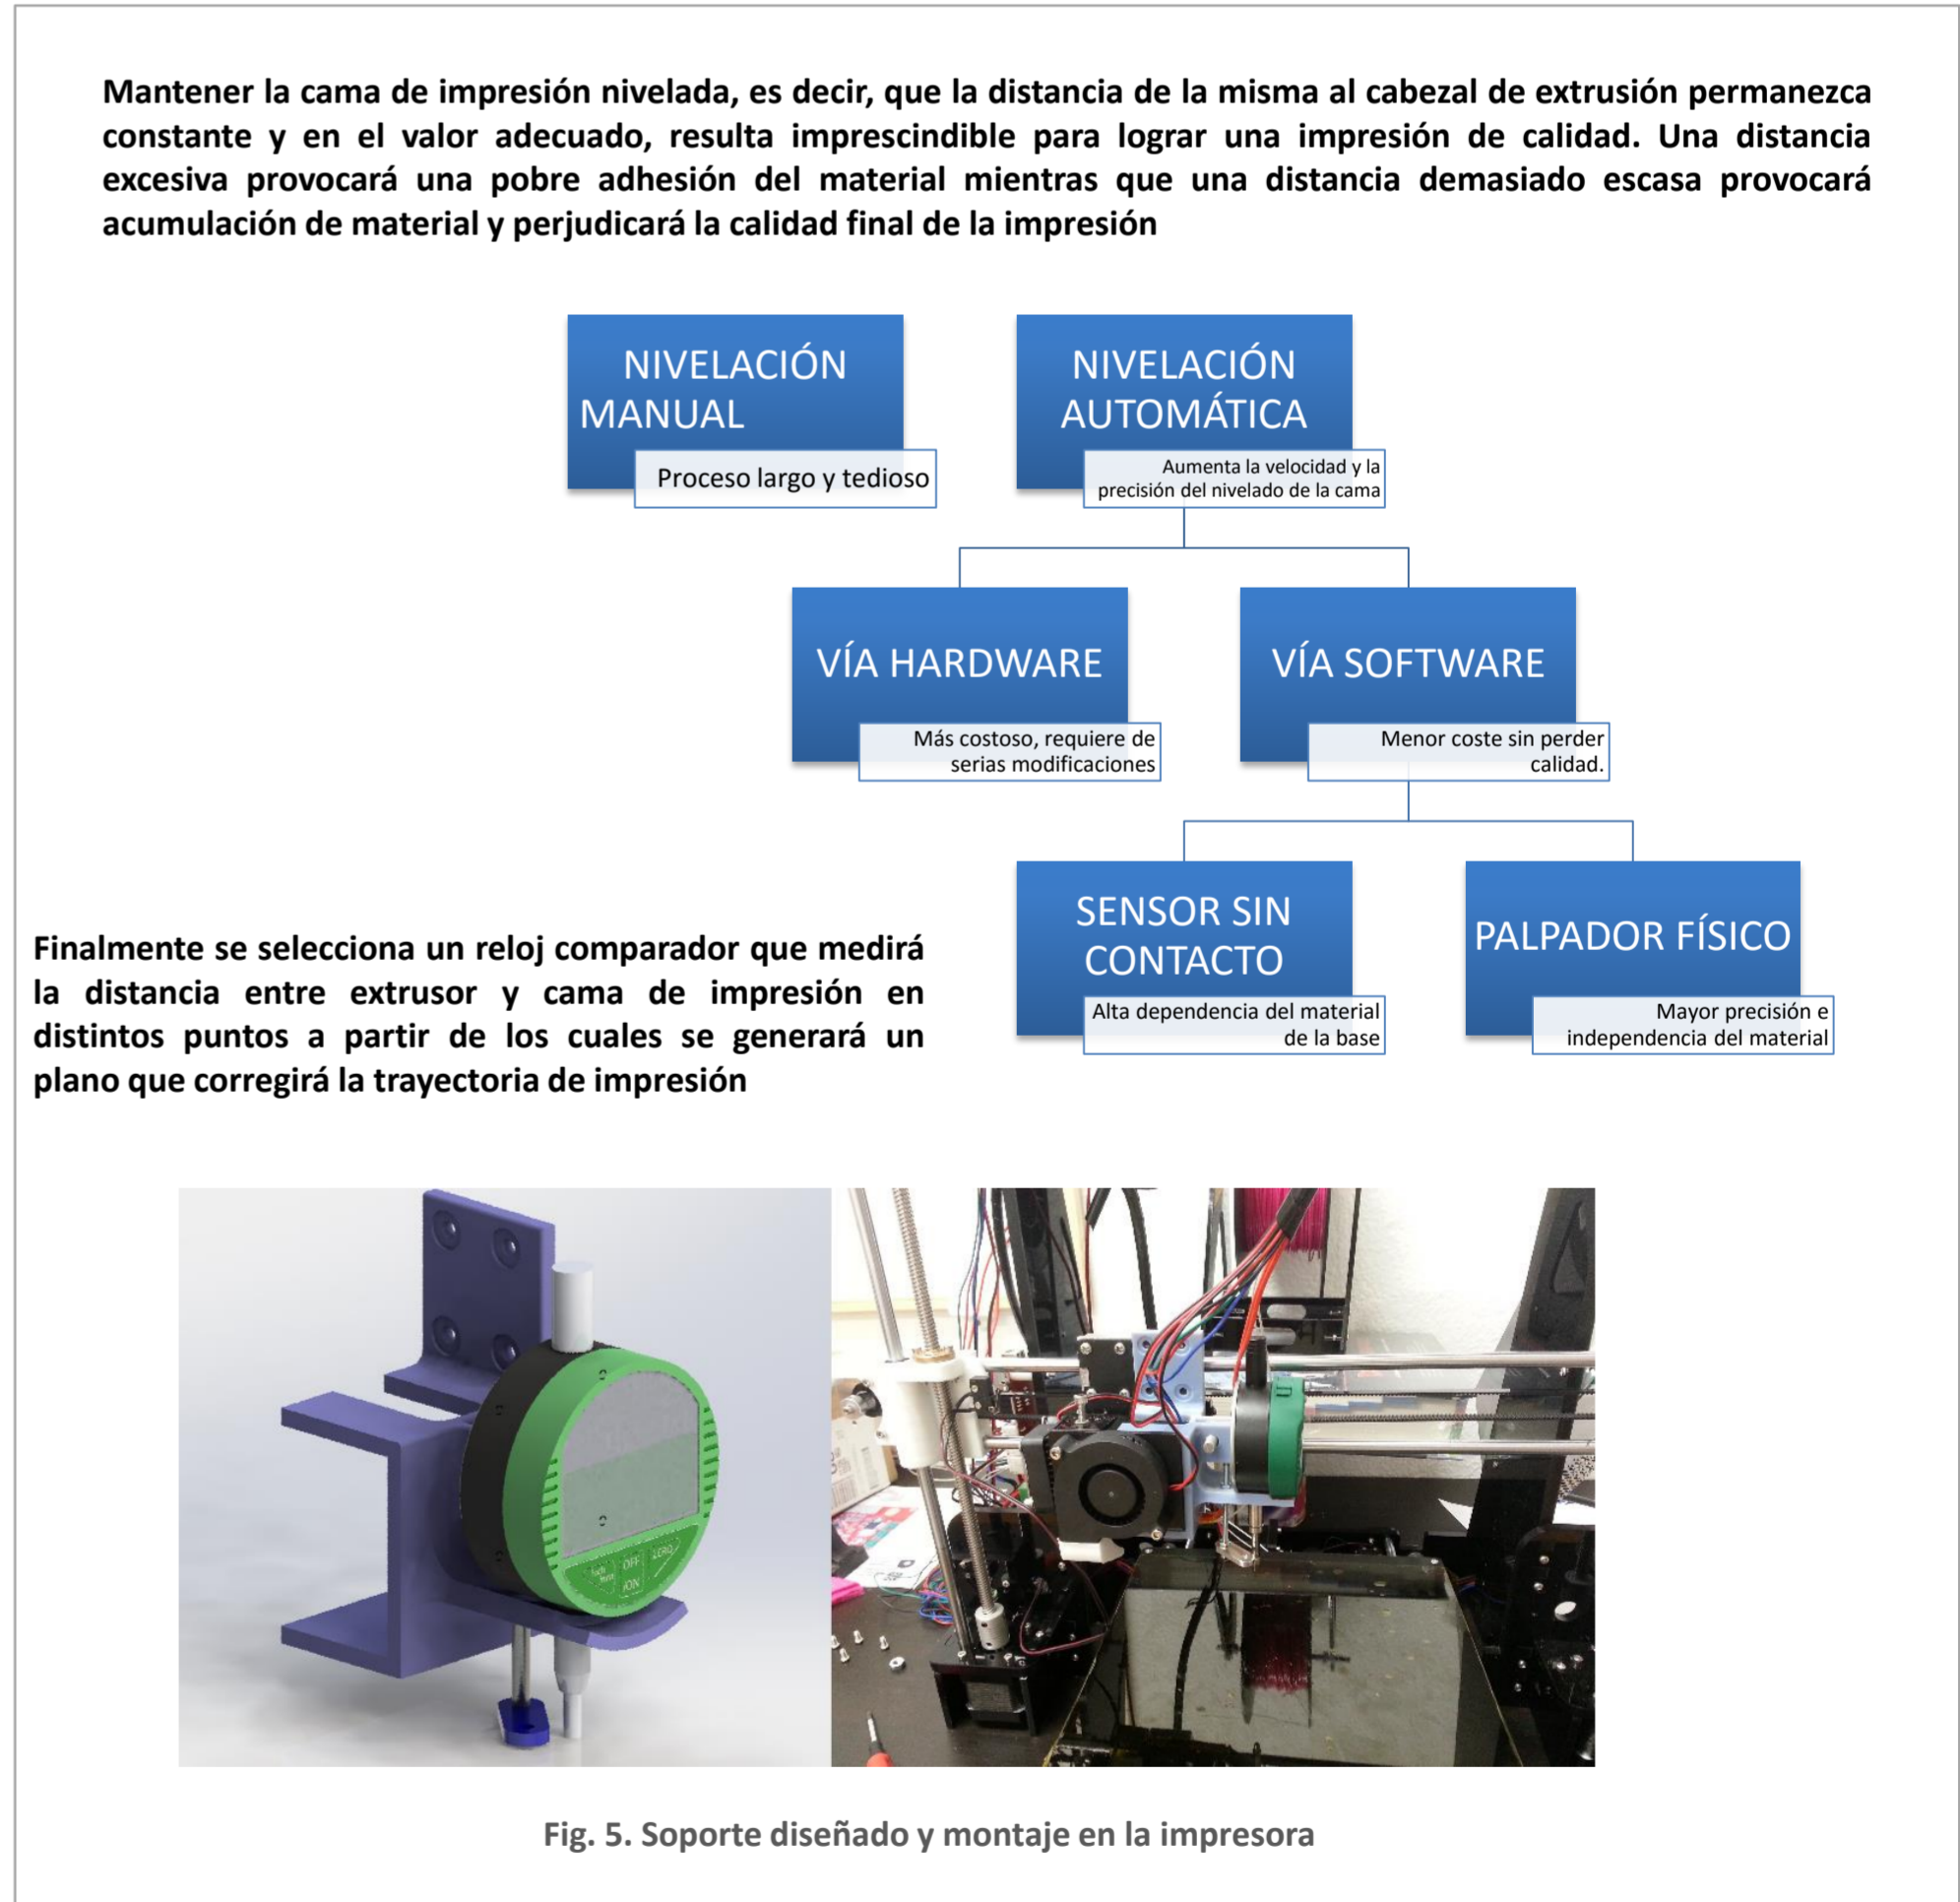 Mantener la cama de impresión nivelada, es decir, que la distancia de la misma al cabezal de extrusión permanezca
constante y en el valor adecuado, resulta imprescindible para lograr una impresión de calidad. Una distancia
excesiva provocará una pobre adhesión del material mientras que una distancia demasiado escasa provocará
acumulación de material y perjudicará la calidad final de la impresión
NIVELACIÓN
MANUAL
Proceso largo y tedioso
NIVELACIÓN
AUTOMÁTICA
Aumenta la velocidad y la
precisión del nivelado de la cama
VÍA HARDWARE
Más costoso, requiere de
serias modificaciones
VÍA SOFTWARE
Menor coste sin perder
calidad.
SENSOR SIN
CONTACTO
Alta dependencia del material
de la base
PALPADOR FÍSICO
Mayor precisión e
independencia del material
Finalmente se selecciona un reloj comparador que medirá
la distancia entre extrusor y cama de impresión en
distintos puntos a partir de los cuales se generará un
plano que corregirá la trayectoria de impresión
OFF
ON
ZERO
Fig. 5. Soporte diseñado y montaje en la impresora